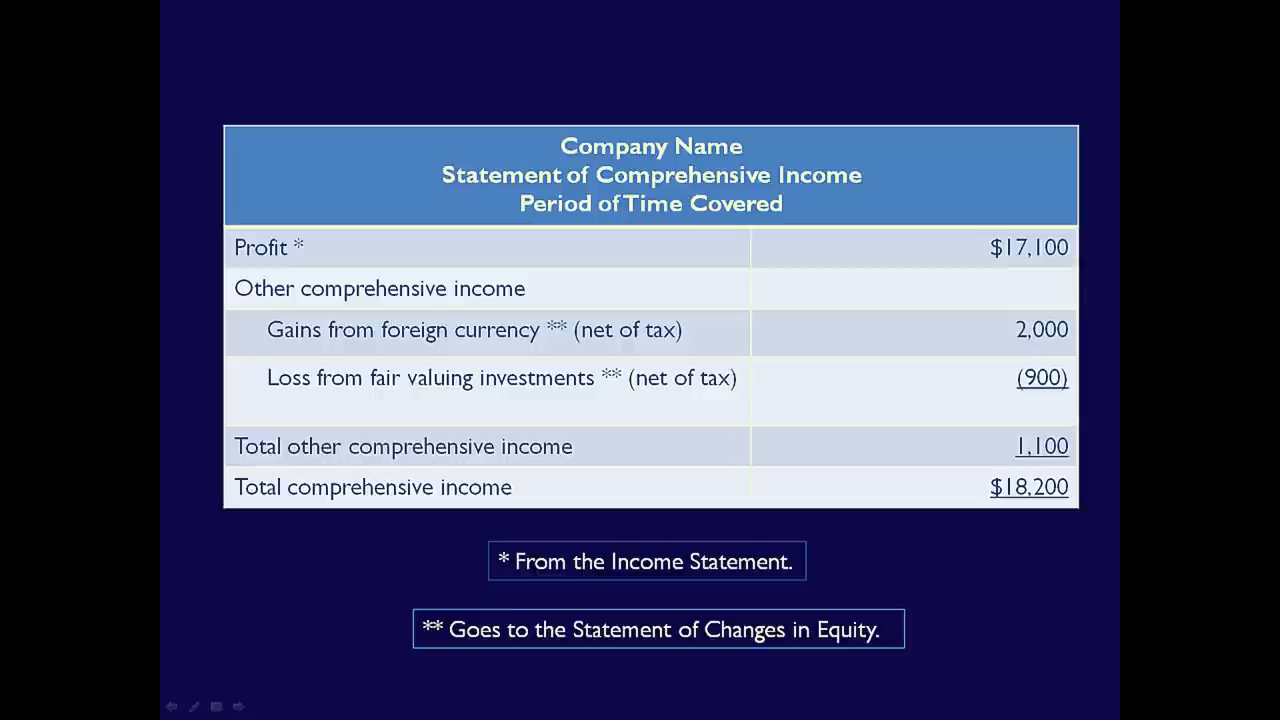 Company Name
Statement of Comprehensive Income
Period of Time Covered
Profit * $17,100
Other comprehensive income
Gains from foreign currency ** (net of tax) 2,000
Loss from fair valuing investments ** (net of tax) (900)
Total other comprehensive income 1,100
Total comprehensive income $18,200
* From the Income Statement.
** Goes to the Statement of Changes in Equity.